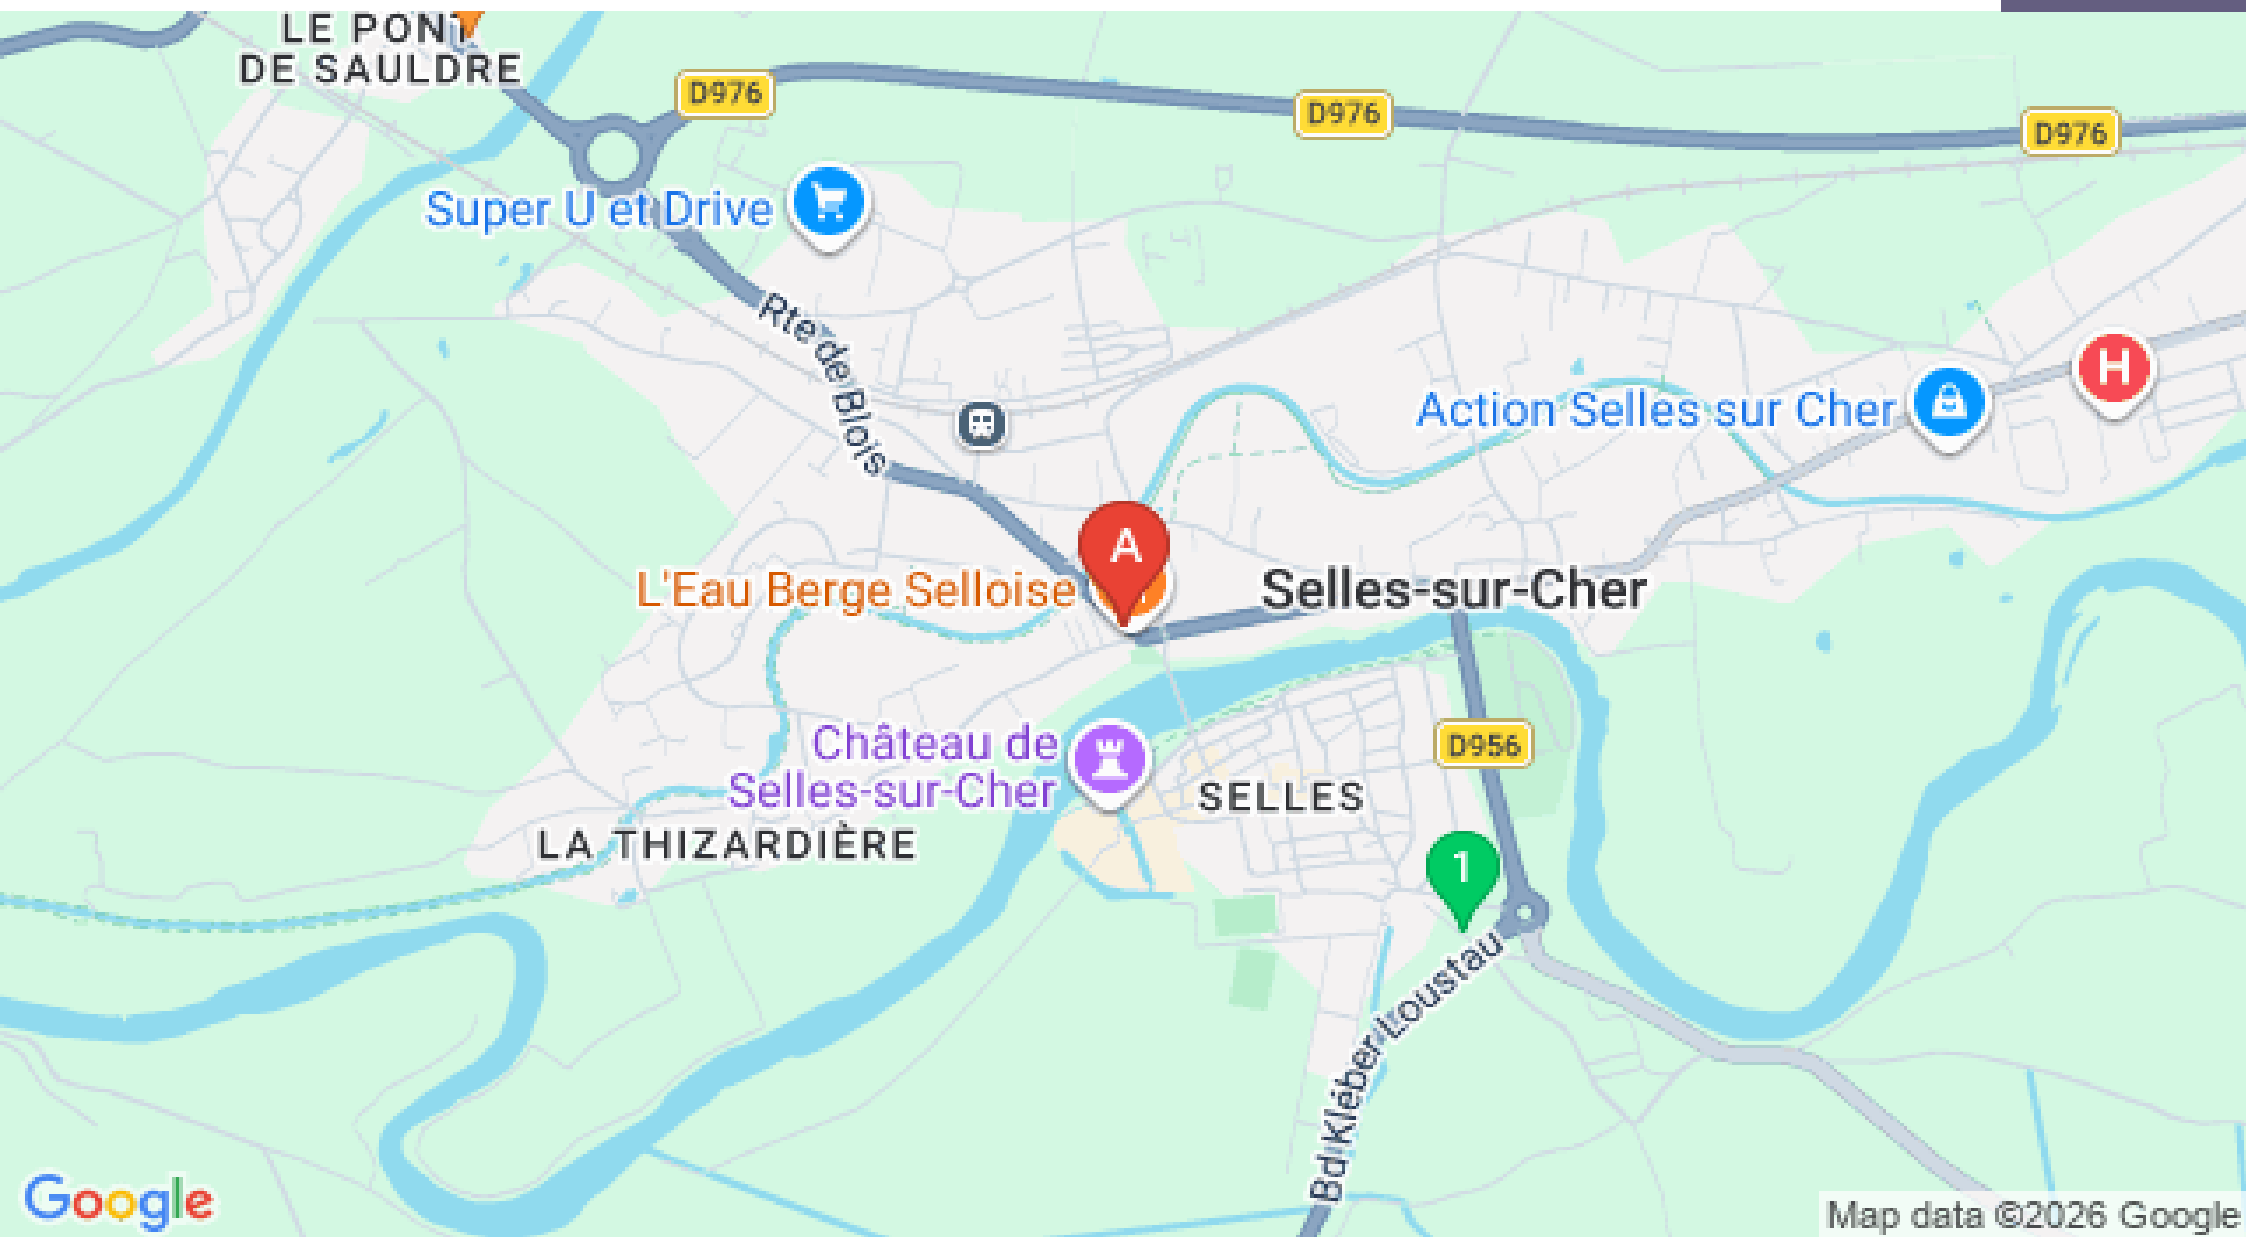 LE PONT
DE SAULDRE
D976
D976
D976
Super U et Drive
Rte de Blois
Action Selles sur Cher
H
A
L'Eau Berge Selloise
Selles-sur-Cher
Château de
Selles-sur-Cher
D956
SELLES
LA THIZARDIÈRE
1
Bd Kléber Loustau
Google
Map data ©2026 Google